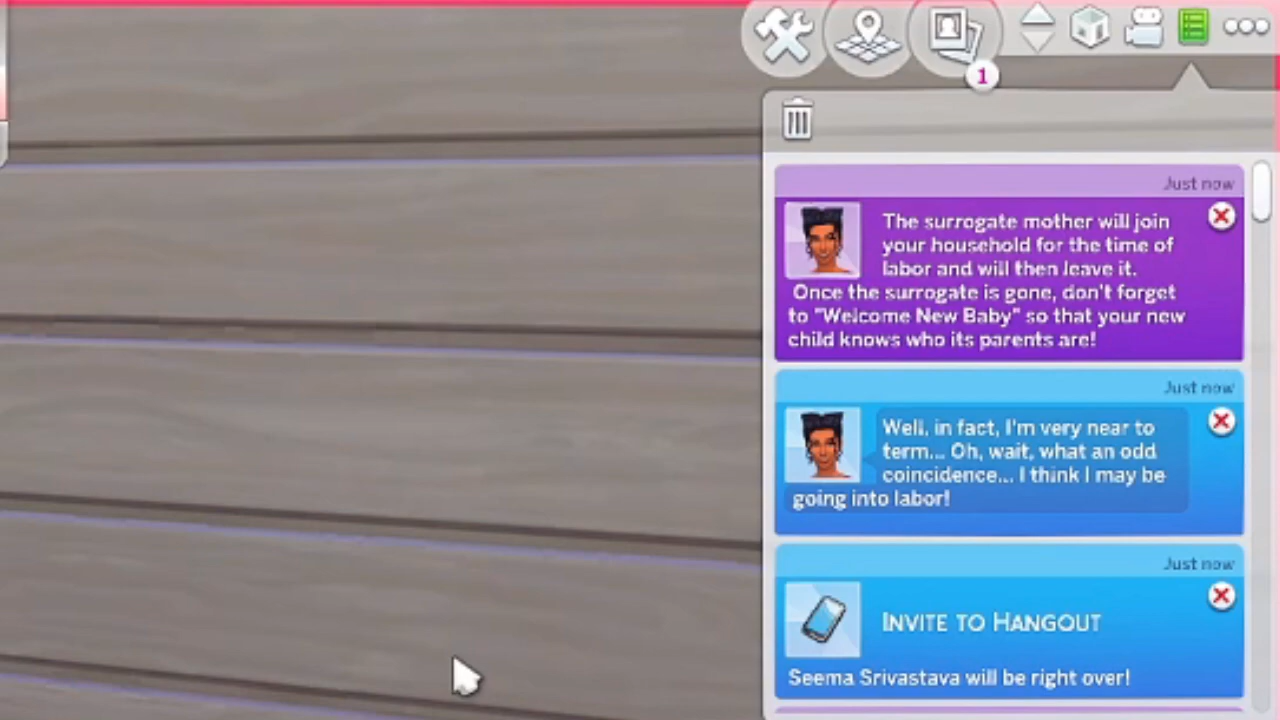 1
Just now
The surrogate mother will join
your household for the time of
labor and will then leave it.
Once the surrogate is gone, don't forget
to "Welcome New Baby" so that your new
child knows who its parents are!
Just now
Well, in fact, I'm very near to
term... Oh, wait, what an odd
coincidence... I think I may be
going into labor!
Just now
INVITE TO HANGOUT
Seema Srivastava will be right over!